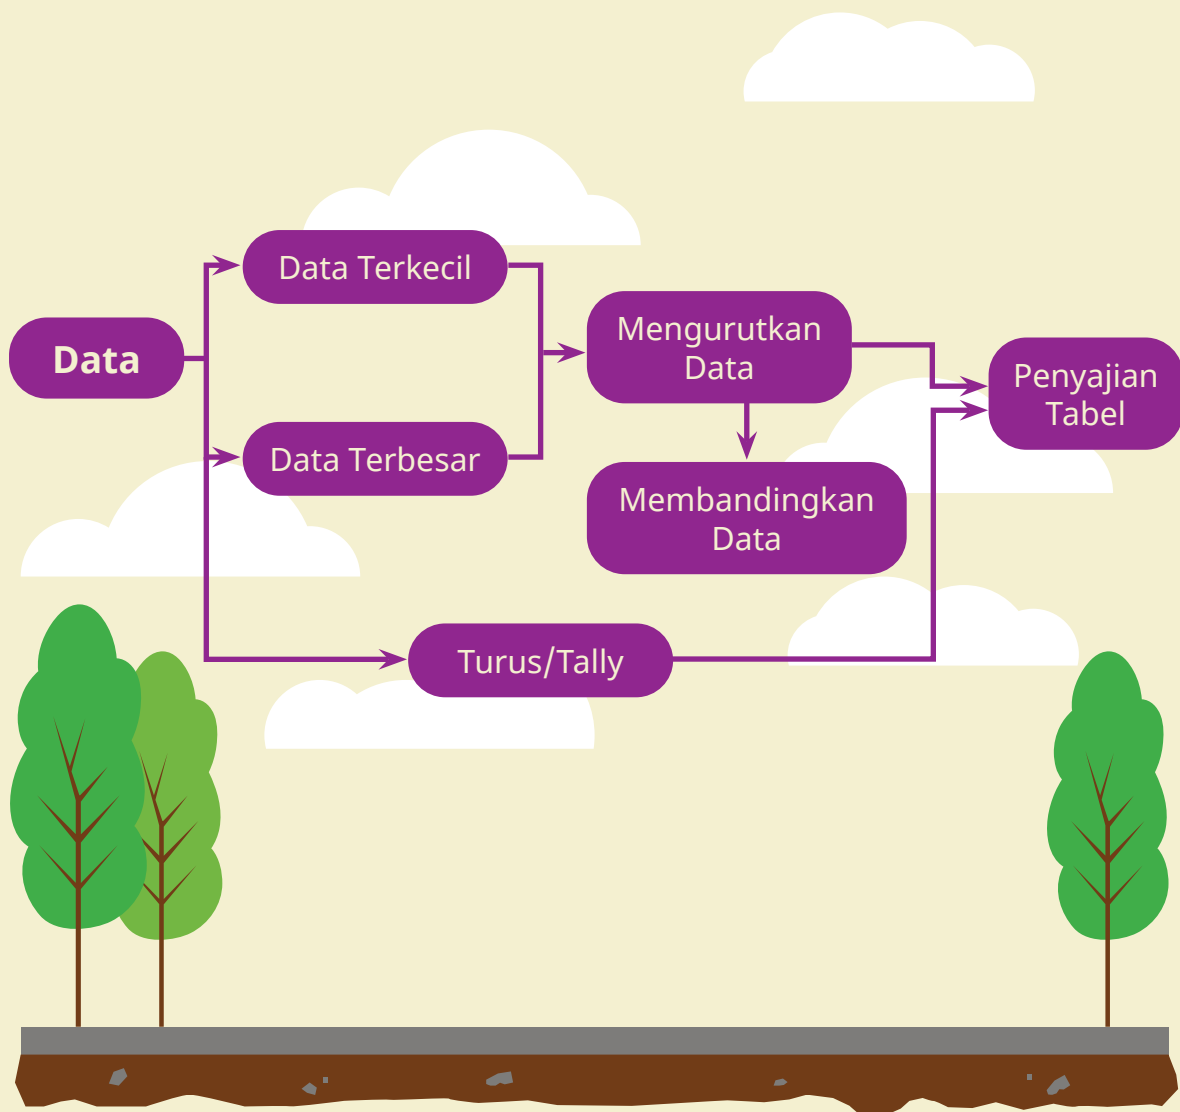 Data
Data Terkecil
Data Terbesar
Mengurutkan
Data
Membandingkan
Data
Turus/Tally
Penyajian
Tabel